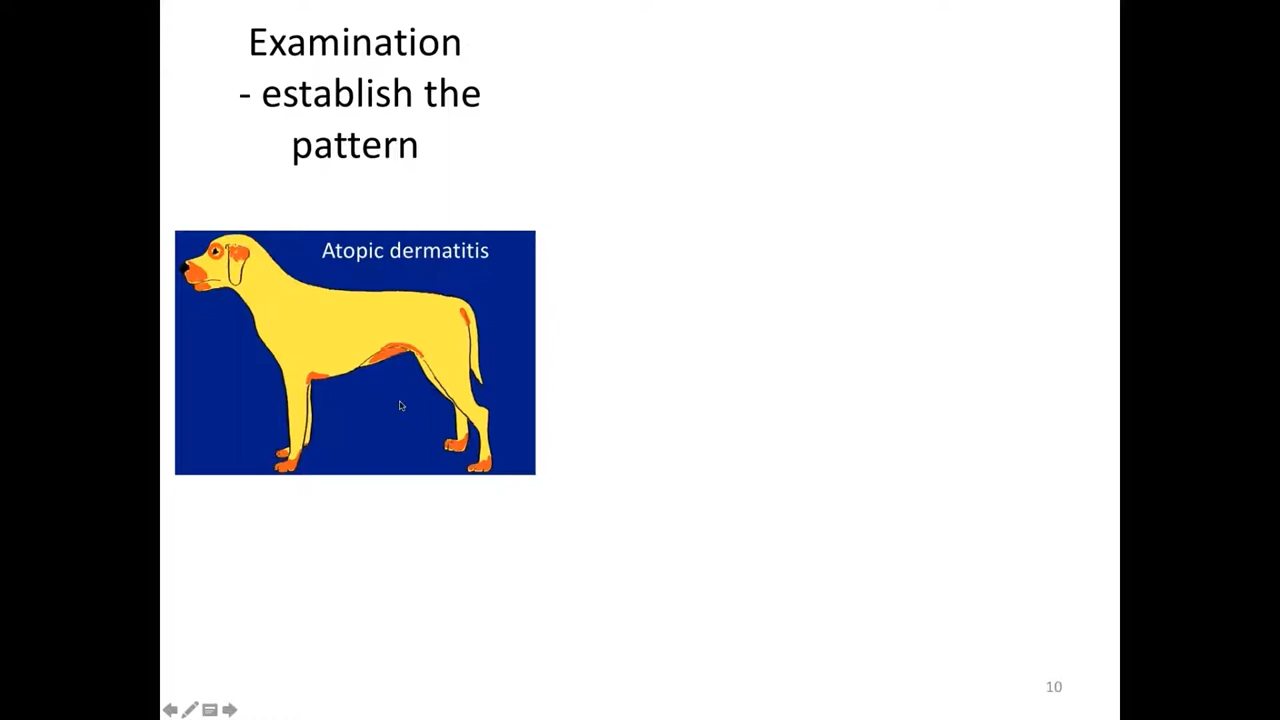 Examination
- establish the
pattern
Atopic dermatitis
10